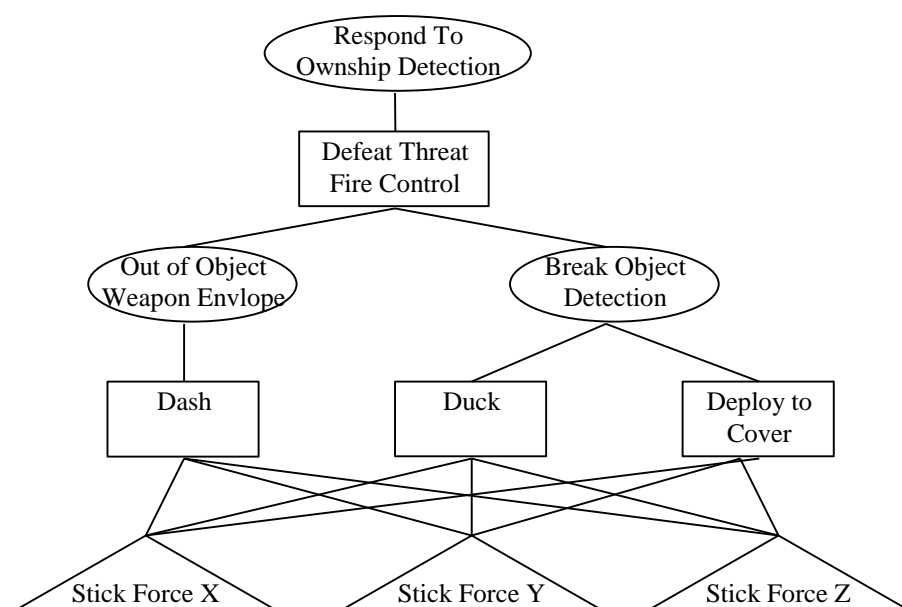 Respond To
Ownship Detection
Defeat Threat
Fire Control
Out of Object
Weapon Envlope
Break Object
Detection
Dash
Duck
Deploy to
Cover
Stick Force X
Stick Force Y
Stick Force Z